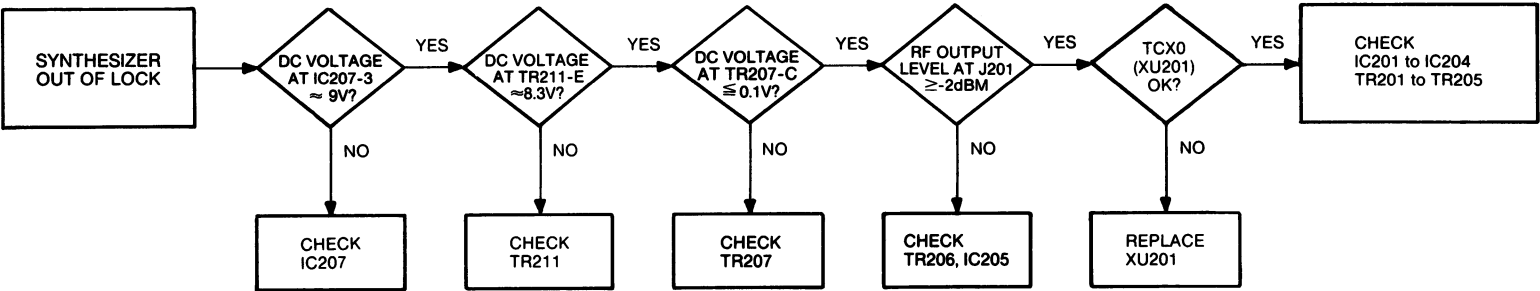 SYNTHESIZER
OUT OF LOCK
DC VOLTAGE
AT IC207-3
≈ 9V?
YES
NO
CHECK
IC207
DC VOLTAGE
AT TR211-E
≈8.3V?
YES
NO
CHECK
TR211
DC VOLTAGE
AT TR207-C
≦ 0.1V?
YES
NO
CHECK
TR207
RF OUTPUT
LEVEL AT J201
≥-2dBM
YES
NO
CHECK
TR206, IC205
TCX0
(XU201)
OK?
YES
NO
REPLACE
XU201
CHECK
IC201 to IC204
TR201 to TR205